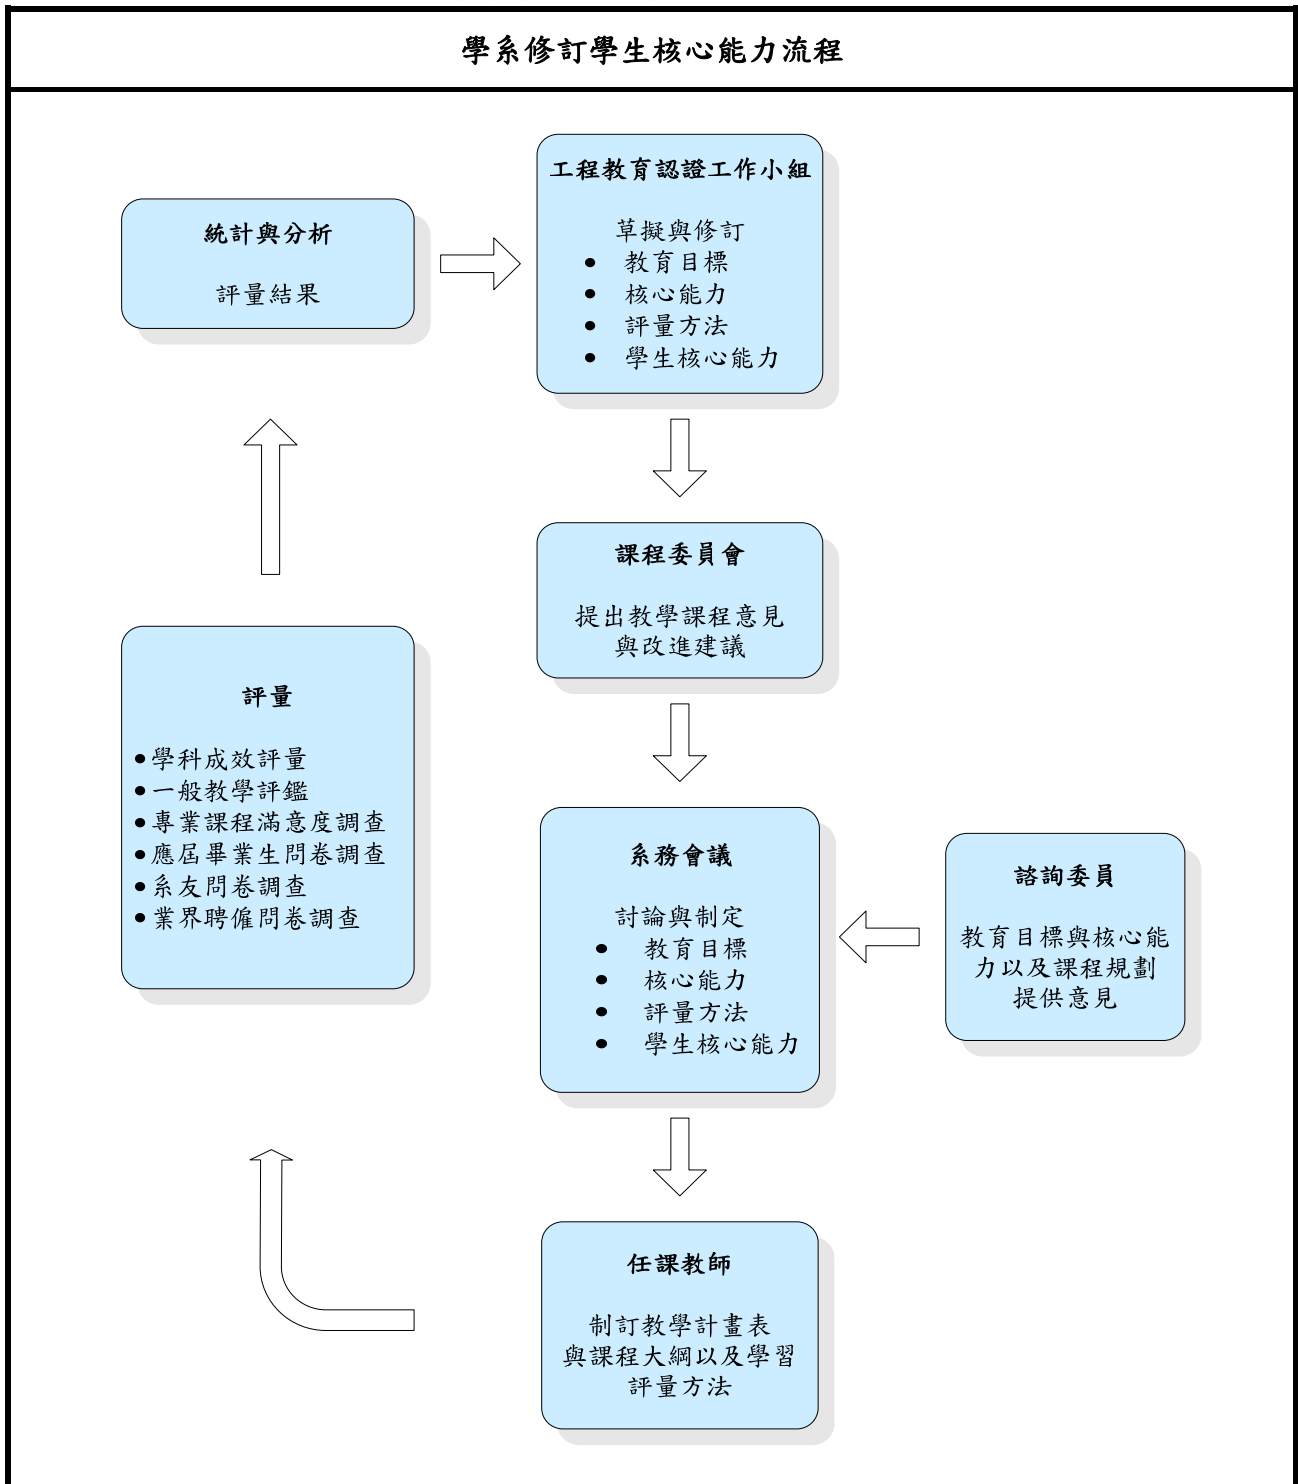 學系修訂學生核心能力流程
工程教育認證工作小組
草擬與修訂
• 教育目標
• 核心能力
• 評量方法
• 學生核心能力
統計與分析
評量結果
課程委員會
提出教學課程意見
與改進建議
評量
•學科成效評量
•一般教學評鑑
•專業課程滿意度調查
•應屆畢業生問卷調查
•系友問卷調查
•業界聘僱問卷調查
系務會議
討論與制定
• 教育目標
• 核心能力
• 評量方法
• 學生核心能力
諮詢委員
教育目標與核心能
力以及課程規劃
提供意見
任課教師
制訂教學計畫表
與課程大綱以及學習
評量方法